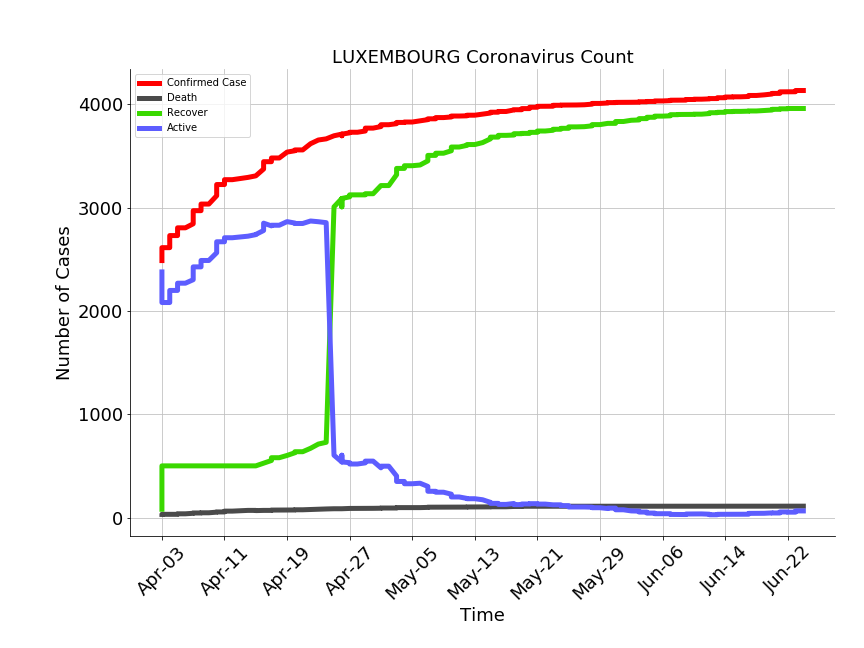 LUXEMBOURG Coronavirus Count
Confirmed Case
Death
Recover
Active
Number of Cases
4000
3000
2000
1000
0
Apr-03
Apr-11
Apr-19
Apr-27
May-05
May-13
May-21
May-29
Jun-06
Jun-14
Jun-22
Time